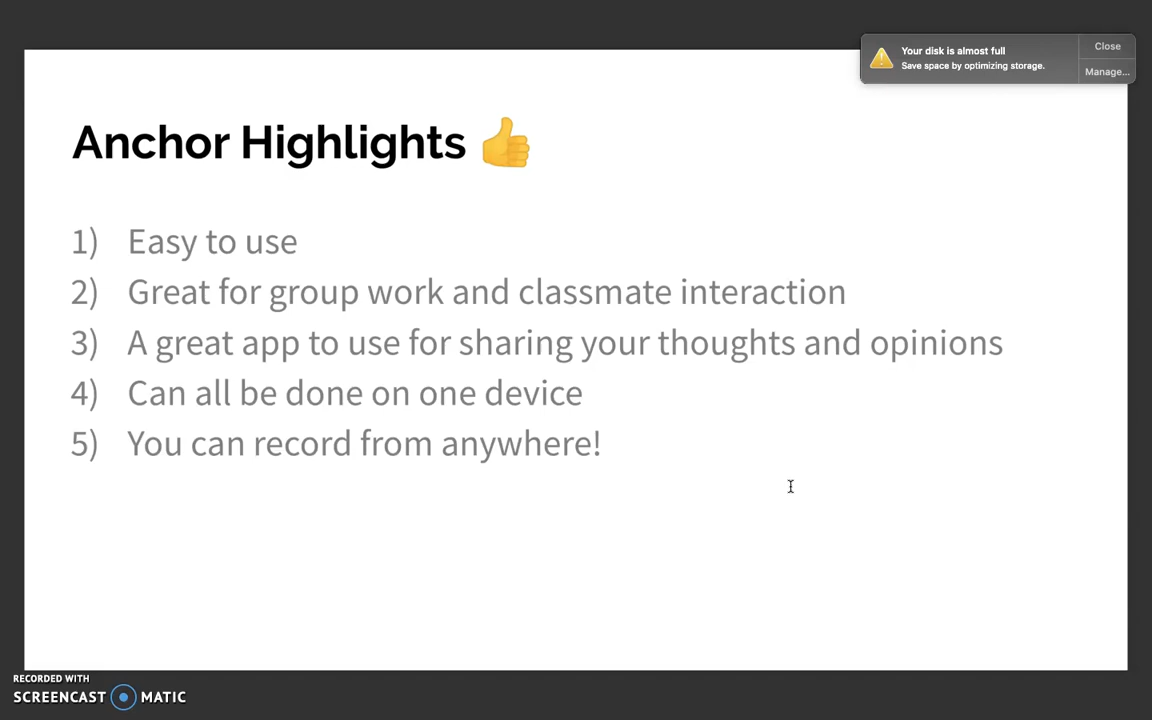 Your disk is almost full
Save space by optimizing storage.
Close
Manage...
Anchor Highlights 👍
1) Easy to use
2) Great for group work and classmate interaction
3) A great app to use for sharing your thoughts and opinions
4) Can all be done on one device
5) You can record from anywhere!
RECORDED WITH
SCREENCAST MATIC